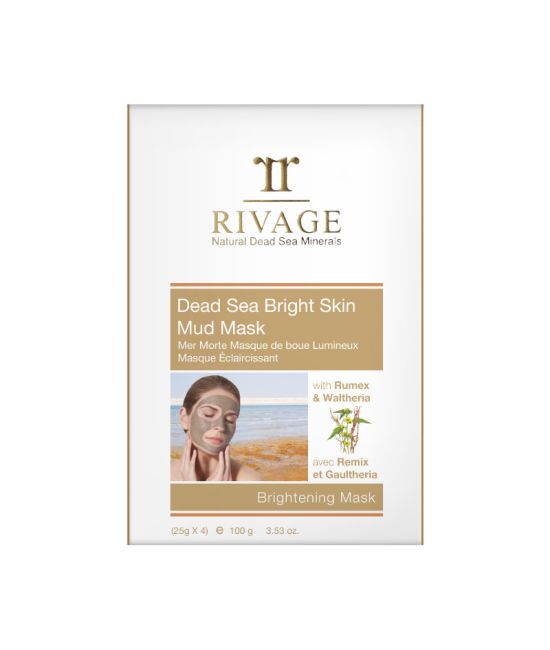 RIVAGE
Natural Dead Sea Minerals
Dead Sea Bright Skin
Mud Mask
Mer Morte Masque de boue Lumineux
Masque Éclaircissant
with Rumex
& Waltheria
avec Remix
et Gaultheria
Brightening Mask
(25g X 4) e 100 g 3.53 oz.